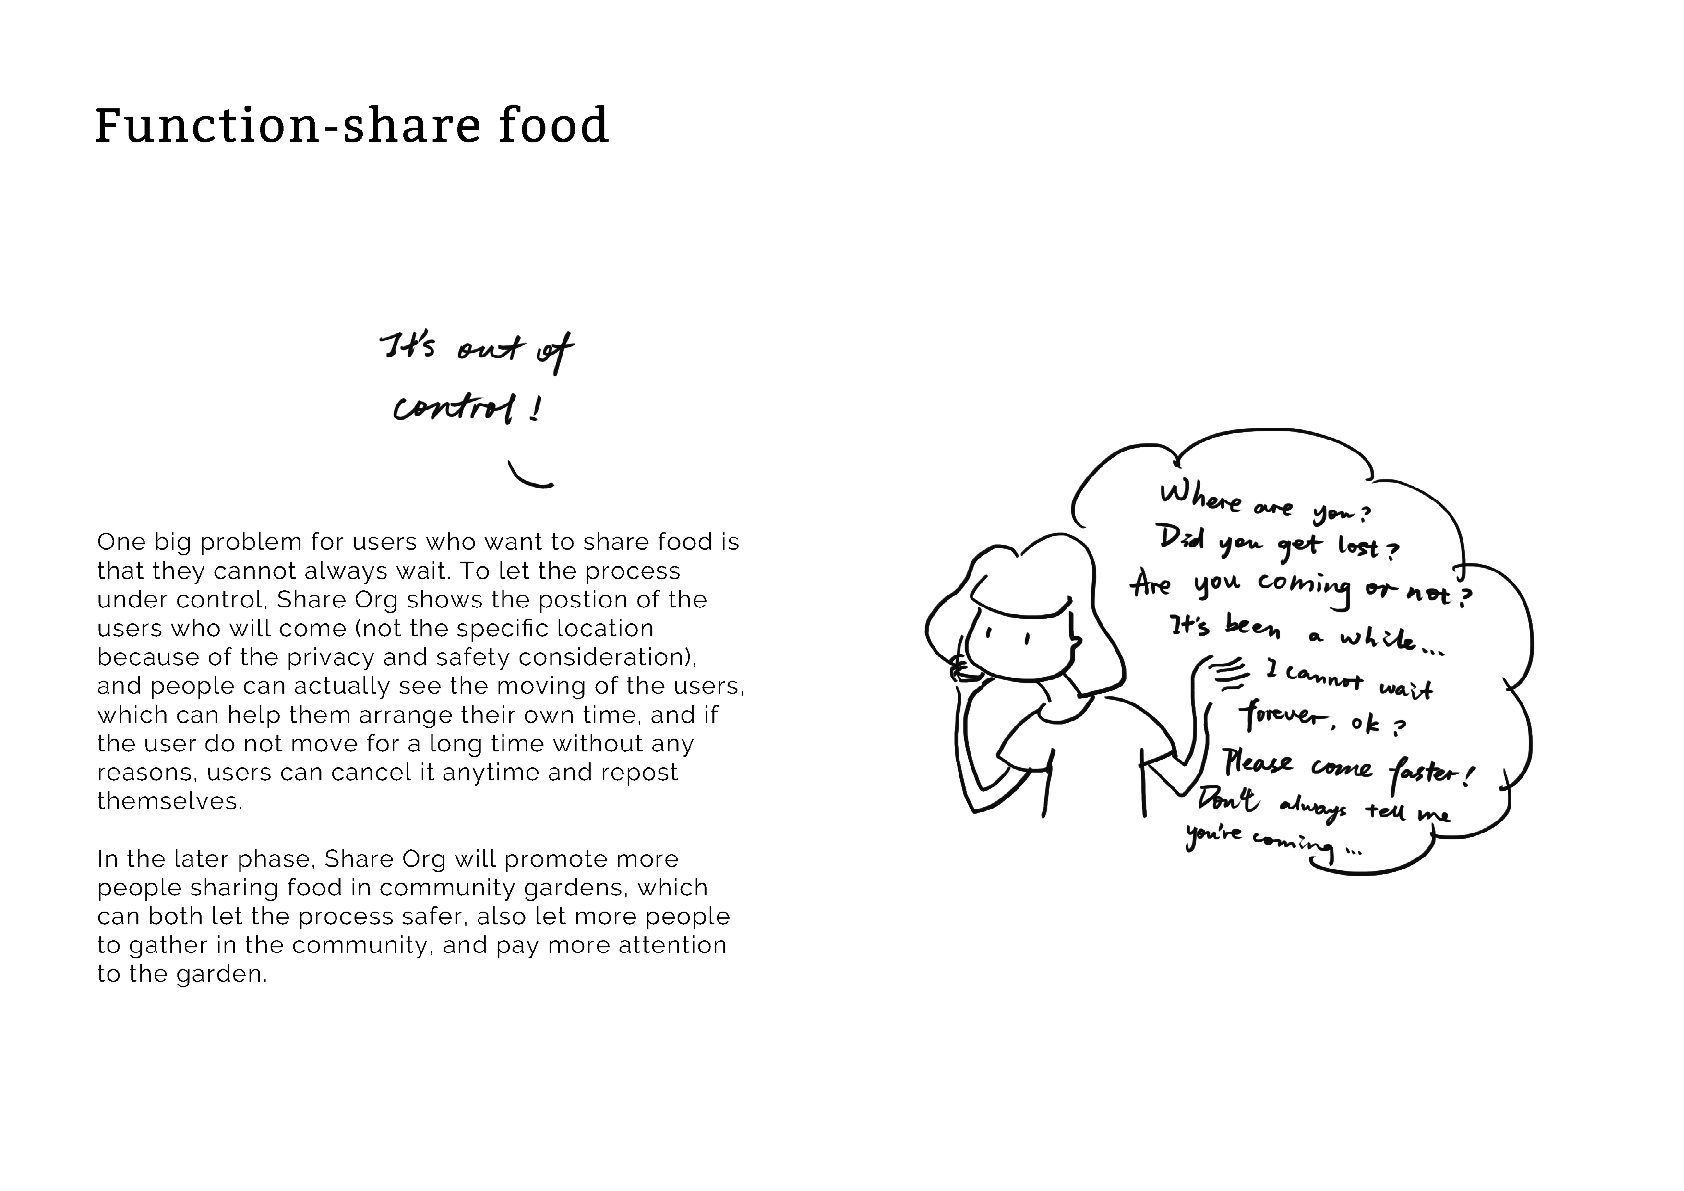 Function-share food
It's out of
control!
One big problem for users who want to share food is
that they cannot always wait. To let the process
under control, Share Org shows the postion of the
users who will come (not the specific location
because of the privacy and safety consideration),
and people can actually see the moving of the users,
which can help them arrange their own time, and if
the user do not move for a long time without any
reasons, users can cancel it anytime and repost
themselves.
In the later phase, Share Org will promote more
people sharing food in community gardens, which
can both let the process safer, also let more people
to gather in the community, and pay more attention
to the garden.
Where are you?
Did you get lost?
Are you coming or not?
It's been a while...
I cannot wait
forever, ok?
Please come faster!
Don't always tell me
you're coming...